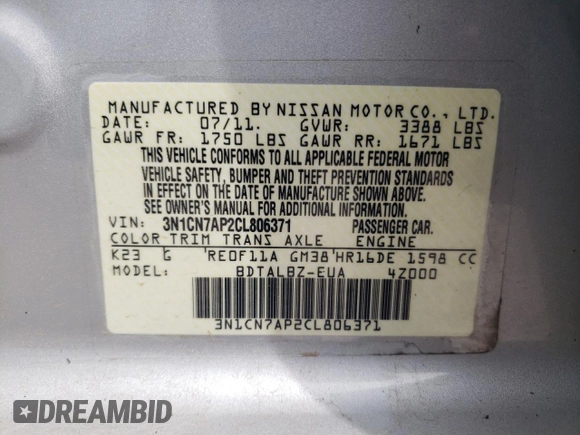 MANUFACTURED BY NISSAN MOTOR CO., LTD.
DATE: 07/11. GVWR: 3388 LBS
GAWR FR: 1750 LBS GAWR RR: 1671 LBS
THIS VEHICLE CONFORMS TO ALL APPLICABLE FEDERAL MOTOR
VEHICLE SAFETY, BUMPER AND THEFT PREVENTION STANDARDS
IN EFFECT ON THE DATE OF MANUFACTURE SHOWN ABOVE.
SEE OWNER'S MANUAL FOR ADDITIONAL INFORMATION
VIN: 3N1CN7AP2CL806371 PASSENGER CAR.
COLOR TRIM TRANS AXLE ENGINE
K23 G RE0F11A GM38 HR16DE 1598 CC
MODEL: BDTALBZ-EUA 4Z000
3N1CN7AP2CL806371
DREAMBID